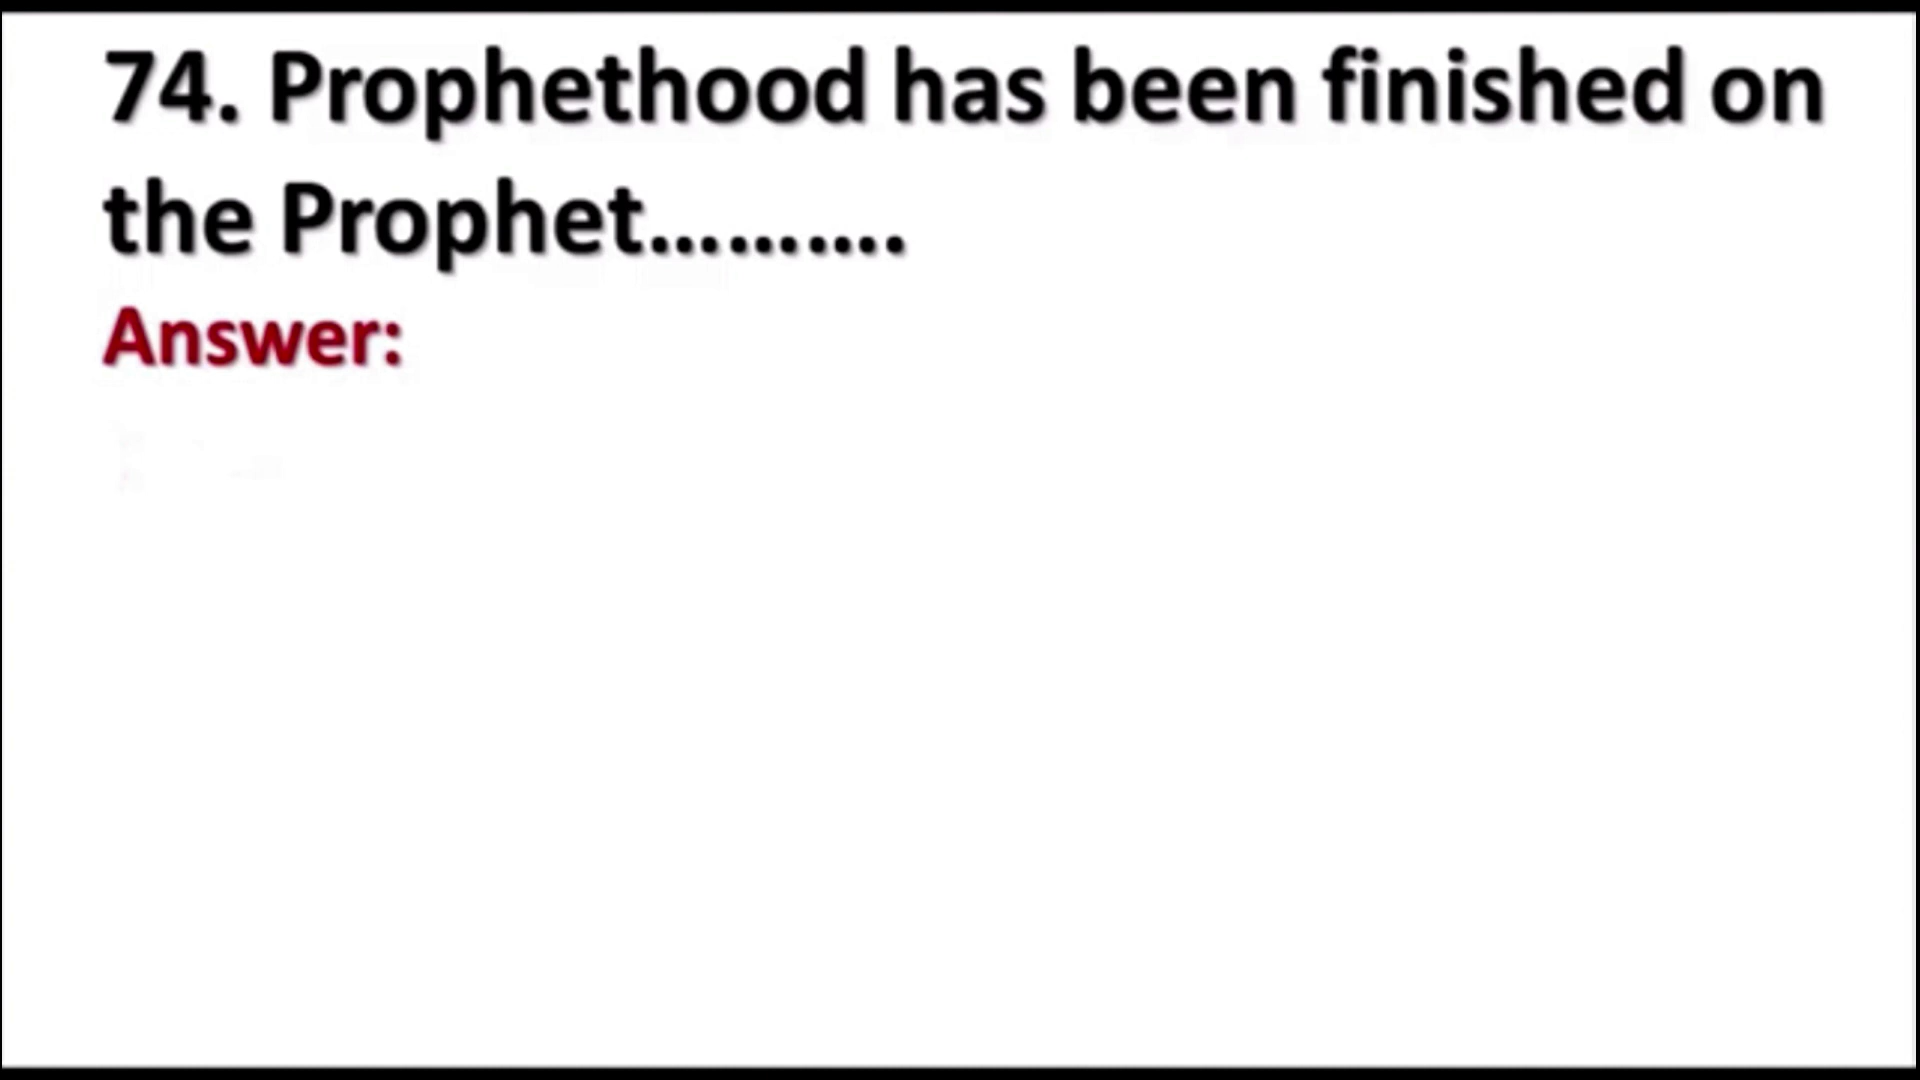 74. Prophethood has been finished on
the Prophet..........
Answer: